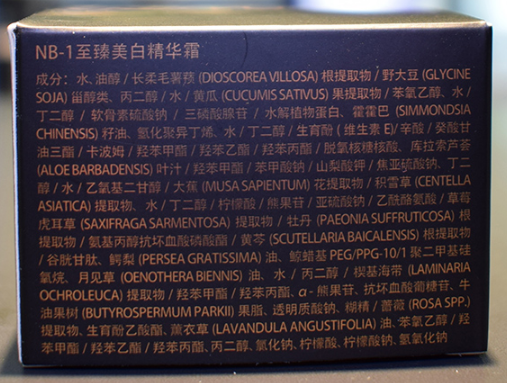 NB-1至臻美白精华霜
成分：水、油醇 / 长柔毛薯蓣 (DIOSCOREA VILLOSA) 根提取物 / 野大豆 (GLYCINE
SOJA) 甾醇类、丙二醇 / 水 / 黄瓜 (CUCUMIS SATIVUS) 果提取物 / 苯氧乙醇、水 /
丁二醇 / 软骨素硫酸钠 / 三磷酸腺苷 / 水解植物蛋白、霍霍巴 (SIMMONDSIA
CHINENSIS) 籽油、氢化聚异丁烯、水 / 丁二醇 / 生育酚 (维生素 E)/ 辛酸 / 癸酸甘
油三酯 / 卡波姆 / 羟苯甲酯 / 羟苯乙酯 / 羟苯丙酯 / 脱氧核糖核酸、库拉索芦荟
(ALOE BARBADENSIS) 叶汁 / 羟苯甲酯 / 苯甲酸钠 / 山梨酸钾 / 焦亚硫酸钠、丁二
醇 / 水 / 乙氧基二甘醇 / 大蕉 (MUSA SAPIENTUM) 花提取物 / 积雪草 (CENTELLA
ASIATICA) 提取物、水 / 丁二醇 / 柠檬酸 / 熊果苷 / 亚硫酸钠 / 乙酰酪氨酸 / 草莓
虎耳草 (SAXIFRAGA SARMENTOSA) 提取物 / 牡丹 (PAEONIA SUFFRUTICOSA) 根
提取物 / 氨基丙醇抗坏血酸磷酸酯 / 黄芩 (SCUTELLARIA BAICALENSIS) 根提取物
/ 谷胱甘肽、鳄梨 (PERSEA GRATISSIMA) 油、鲸蜡基 PEG/PPG-10/1 聚二甲基硅
氧烷、月见草 (OENOTHERA BIENNIS) 油、水 / 丙二醇 / 楔基海带 (LAMINARIA
OCHROLEUCA) 提取物 / 羟苯甲酯 / 羟苯丙酯、α - 熊果苷、抗坏血酸葡糖苷、牛
油果树 (BUTYROSPERMUM PARKII) 果脂、透明质酸钠、糊精 / 蔷薇 (ROSA SPP.)
提取物、生育酚乙酸酯、薰衣草 (LAVANDULA ANGUSTIFOLIA) 油、苯氧乙醇 / 羟
苯甲酯 / 羟苯乙酯 / 羟苯丙酯、丙二醇、氯化钠、柠檬酸、柠檬酸钠、氢氧化钠